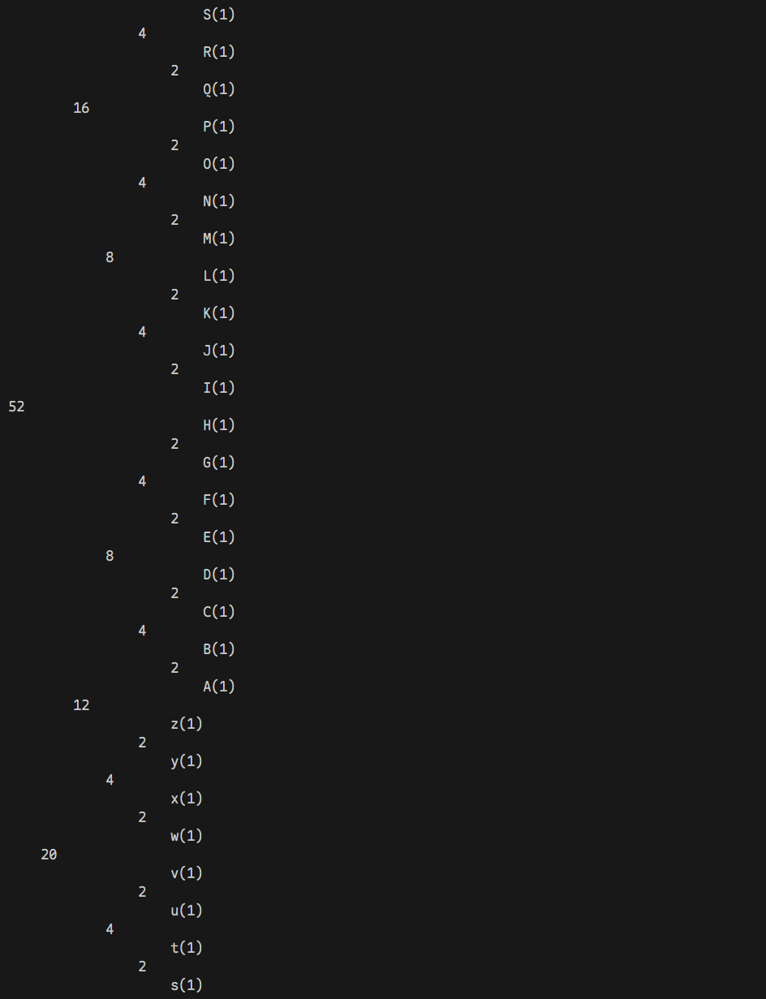 S(1)
4
R(1)
2
Q(1)
16
P(1)
2
O(1)
4
N(1)
2
M(1)
8
L(1)
2
K(1)
4
J(1)
2
I(1)
52
H(1)
2
G(1)
4
F(1)
2
E(1)
8
D(1)
2
C(1)
4
B(1)
2
A(1)
12
z(1)
2
y(1)
4
x(1)
2
w(1)
20
v(1)
2
u(1)
4
t(1)
2
s(1)